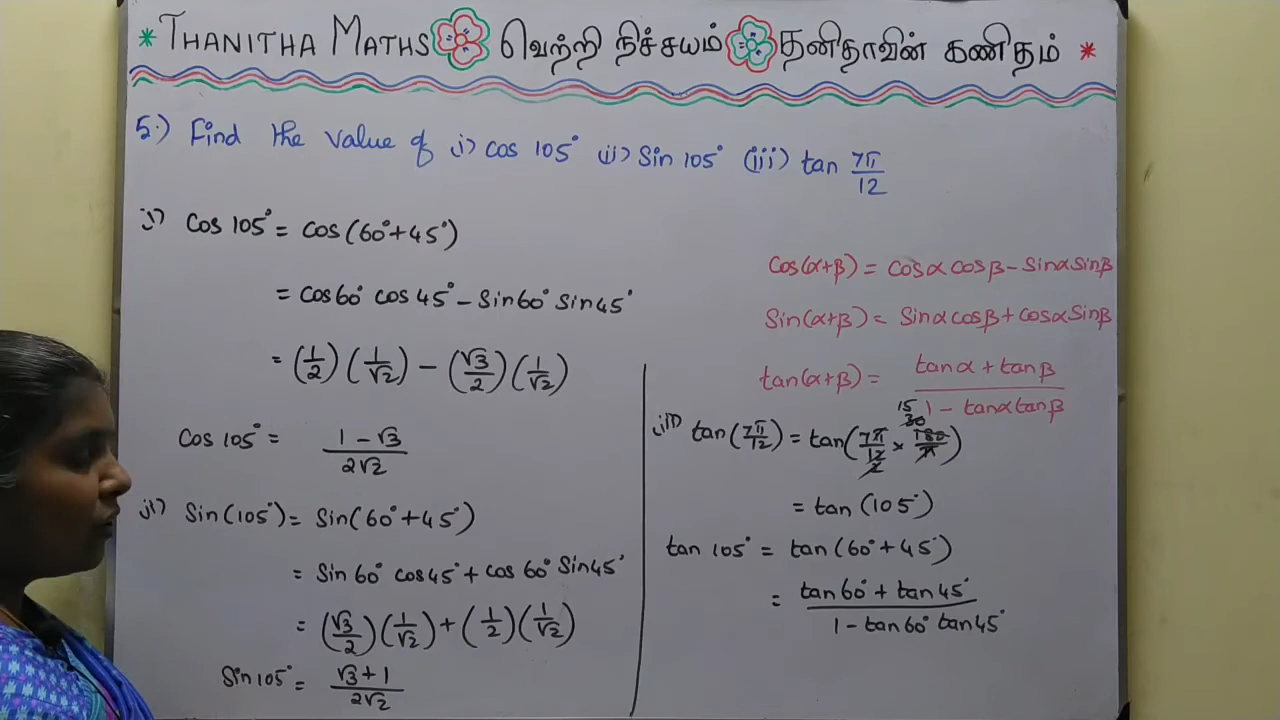 * THANITHA MATHS வெற்றி நிச்சயம் தனிதாவின் கணிதம் *
5.) Find the value of i) cos 105° ii) Sin 105° (iii) tan 7π/12
i) Cos 105° = cos(60°+45°)
= cos60° cos 45° - Sin60° Sin45°
= (1/2) (1/√2) - (√3/2) (1/√2)
Cos 105° = 1-√3 / 2√2
ii) Sin(105°) = Sin(60°+45°)
= Sin 60° cos45° + cos 60° Sin45°
= (√3/2) (1/√2) + (1/2) (1/√2)
Sin 105° = √3+1 / 2√2
Cos(α+β) = cosα cosβ - Sinα Sinβ
Sin(α+β) = Sinα cosβ + cosα Sinβ
tan(α+β) = tanα + tanβ / 1 - tanα tanβ
iii) tan(7π/12) = tan(7π/12 × 180/π) 15 30 2
= tan (105°)
tan 105° = tan(60°+45°)
= tan60° + tan45° / 1 - tan60° tan45°